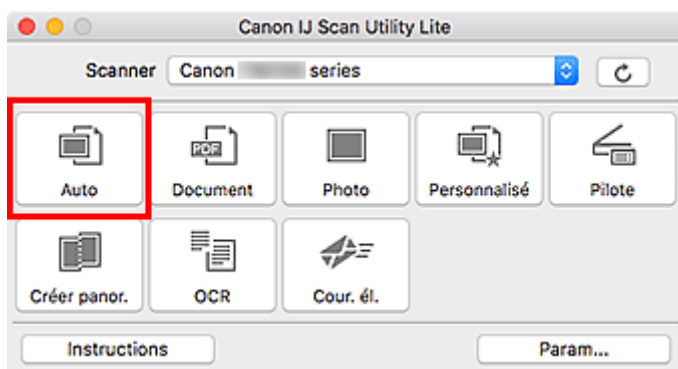 Canon IJ Scan Utility Lite
Scanner Canon series
PDF
Auto Document Photo Personnalisé Pilote
Créer panor. OCR Cour. él.
Instructions Param...